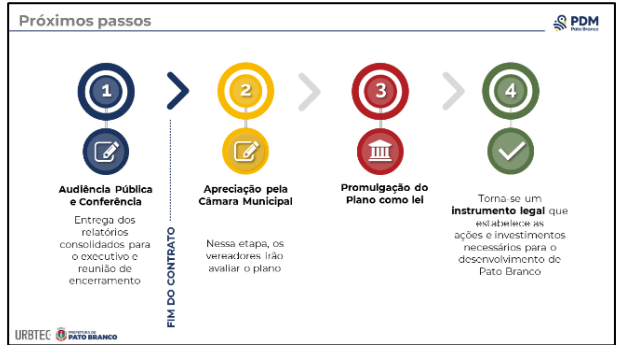 Próximos passos
PDM
Pato Branco
1
2
3
4
Audiência Pública
e Conferência
Entrega dos
relatórios
consolidados para
o executivo e
reunião de
encerramento
FIM DO CONTRATO
Apreciação pela
Câmara Municipal
Nessa etapa, os
vereadores irão
avaliar o plano
Promulgação do
Plano como lei
Torna-se um
instrumento legal que
estabelece as
ações e investimentos
necessários para o
desenvolvimento de
Pato Branco
URBTEC
PREFEITURA DE
PATO BRANCO